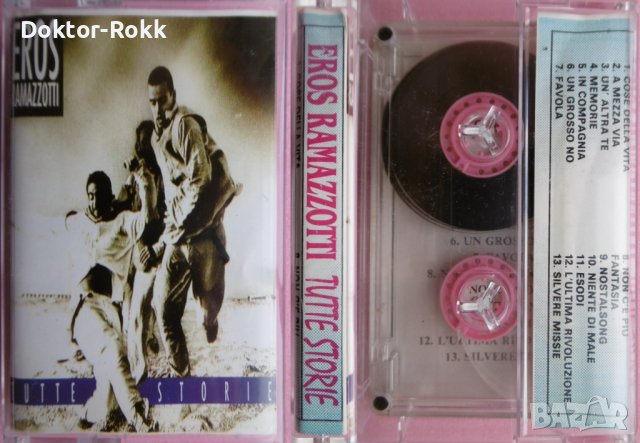 Doktor-Rokk
EROS
RAMAZZOTTI
TUTTE STORIE
EROS RAMAZZOTTI TUTTE STORIE
6. UN GROS
12. L'ULTIMA RI
13. SILVERE
1. COSE DELLA VITA
2. A MEZZA VIA
3. UN' ALTRA TE
4. MEMORIE
5. IN COMPAGNIA
6. UN GROSSO NO
7. FAVOLA
8. NON C'E PIU
FANTASIA
9. NOSTALSONG
10. NIENTE DI MALE
11. ESODI
12. L'ULTIMA RIVOLUZIONE
13. SILVERE MISSIE
BAZAR